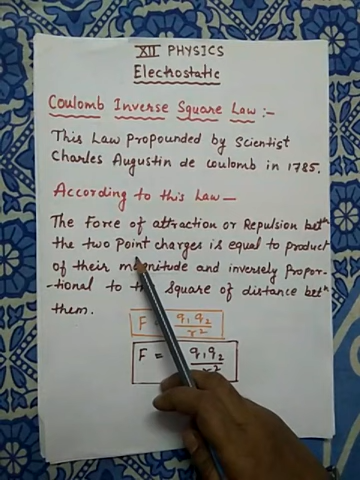 XII PHYSICS
Electrostatic
Coulomb Inverse Square Law :-
This Law propounded by Scientist
Charles Augustin de coulomb in 1785.
According to this Law —
The Force of attraction or Repulsion betn
the two Point charges is equal to product
of their magnitude and inversely Propor-
-tional to the Square of distance betn
them.
F = q1 q2 / r2
F = q1 q2 / r2